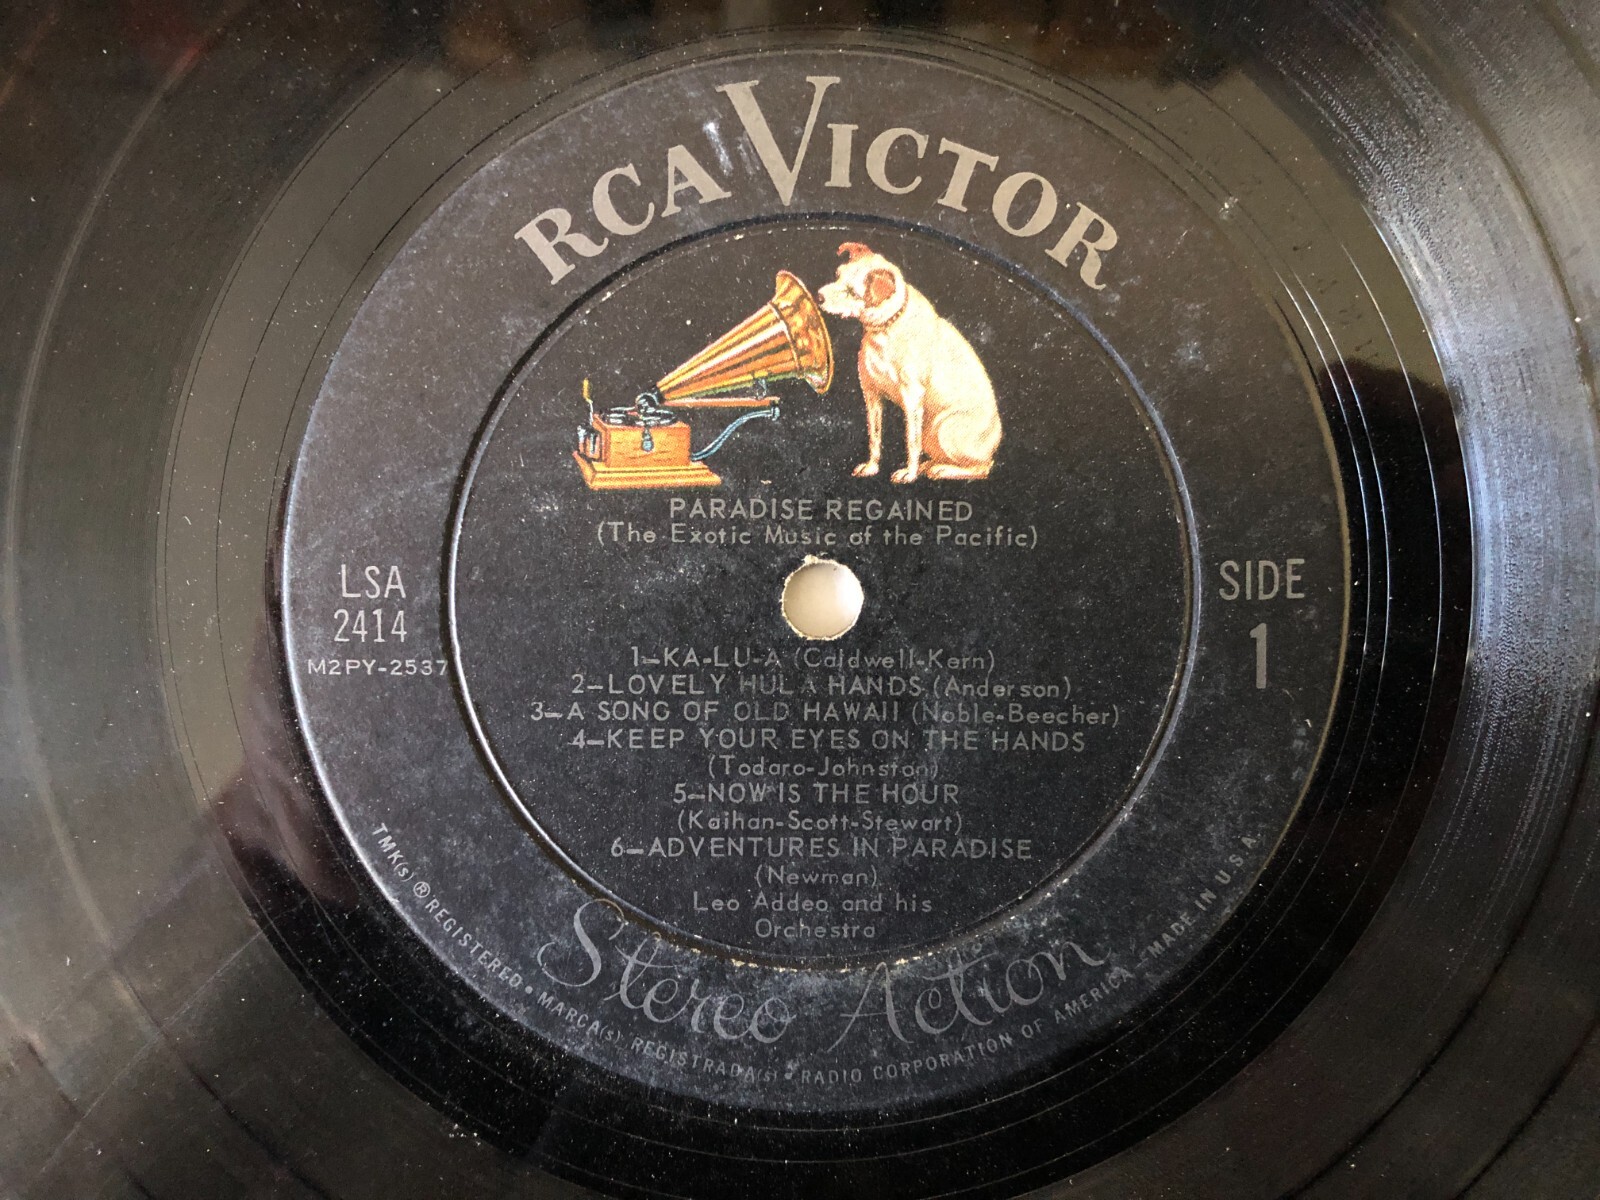 RCA VICTOR
PARADISE REGAINED
(The Exotic Music of the Pacific)
LSA
2414
M2PY-2537
SIDE
1
1—KA-LU-A (Caldwell-Kern)
2—LOVELY HULA HANDS (Anderson)
3—A SONG OF OLD HAWAII (Noble-Beecher)
4—KEEP YOUR EYES ON THE HANDS
(Todaro-Johnston)
5—NOW IS THE HOUR
(Kaihan-Scott-Stewart)
6—ADVENTURES IN PARADISE
(Newman)
Leo Addeo and his
Orchestra
Stereo Action
TMK(s) ® REGISTERED • MARCA(s) REGISTRADA(s) • RADIO CORPORATION OF AMERICA—MADE IN U.S.A.